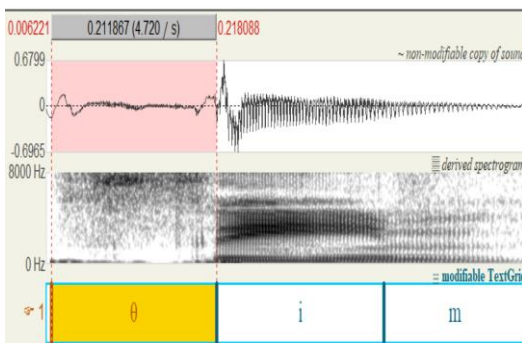 0.006221 0.211867 (4.720 / s) 0.218088
0.6799
~ non-modifiable copy of sound
0
-0.6965
8000 Hz
derived spectrogram
0 Hz
modifiable TextGri
1 θ i m